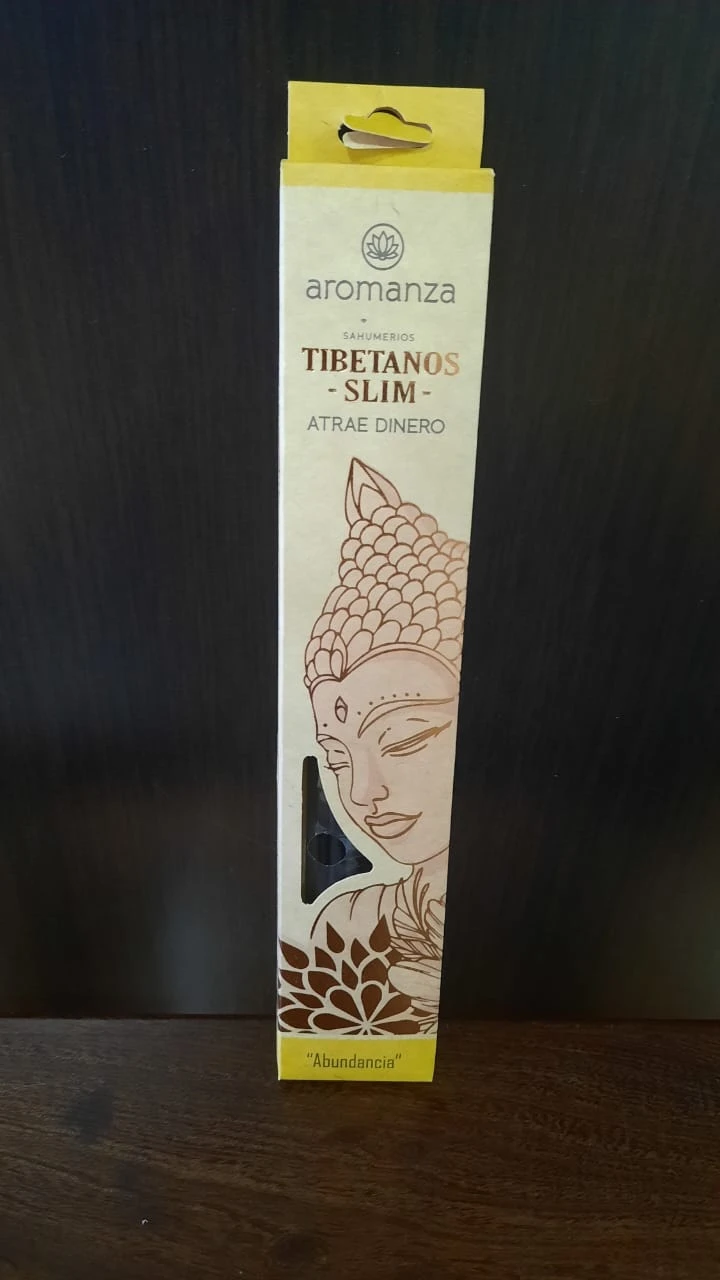 aromanza
SAHUMERIOS
TIBETANOS
- SLIM -
ATRAE DINERO
"Abundancia"